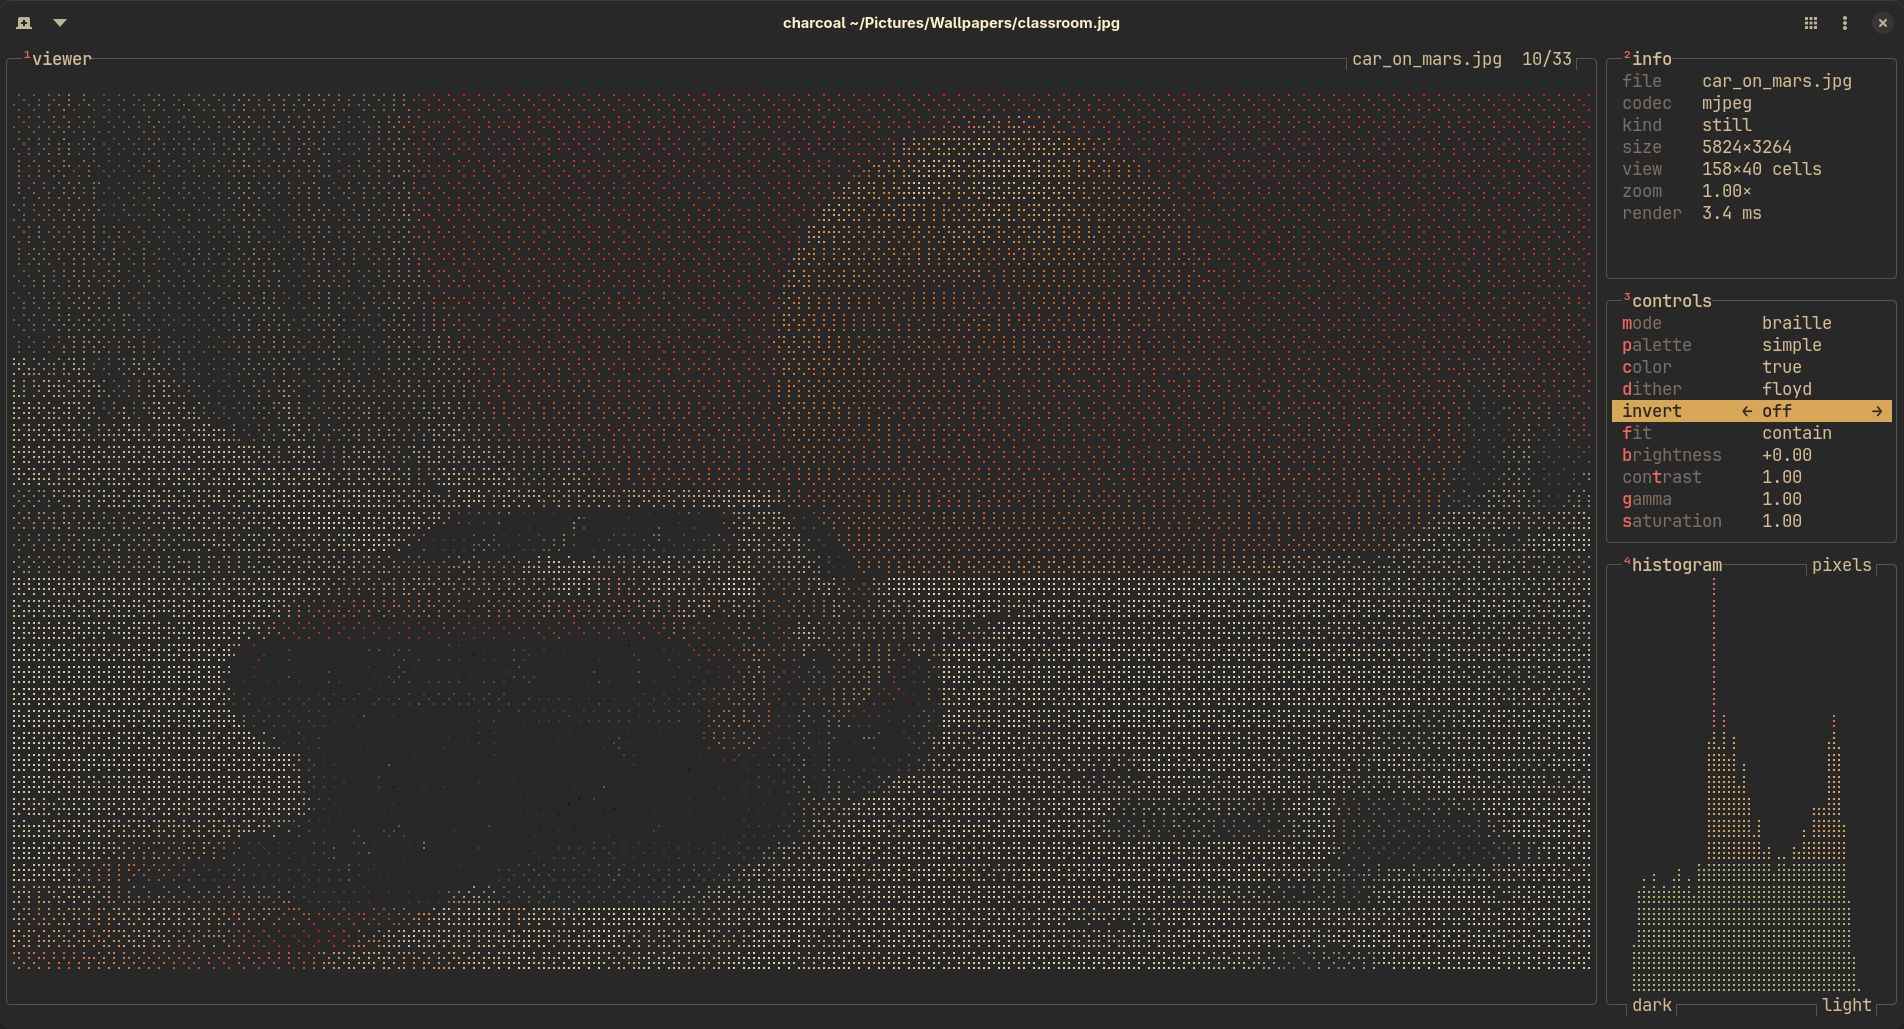 charcoal ~/Pictures/Wallpapers/classroom.jpg
1viewer
car_on_mars.jpg 10/33
2info
file car_on_mars.jpg
codec mjpeg
kind still
size 5824×3264
view 158×40 cells
zoom 1.00×
render 3.4 ms
3controls
mode braille
palette simple
color true
dither floyd
invert ← off →
fit contain
brightness +0.00
contrast 1.00
gamma 1.00
saturation 1.00
4histogram pixels
dark light